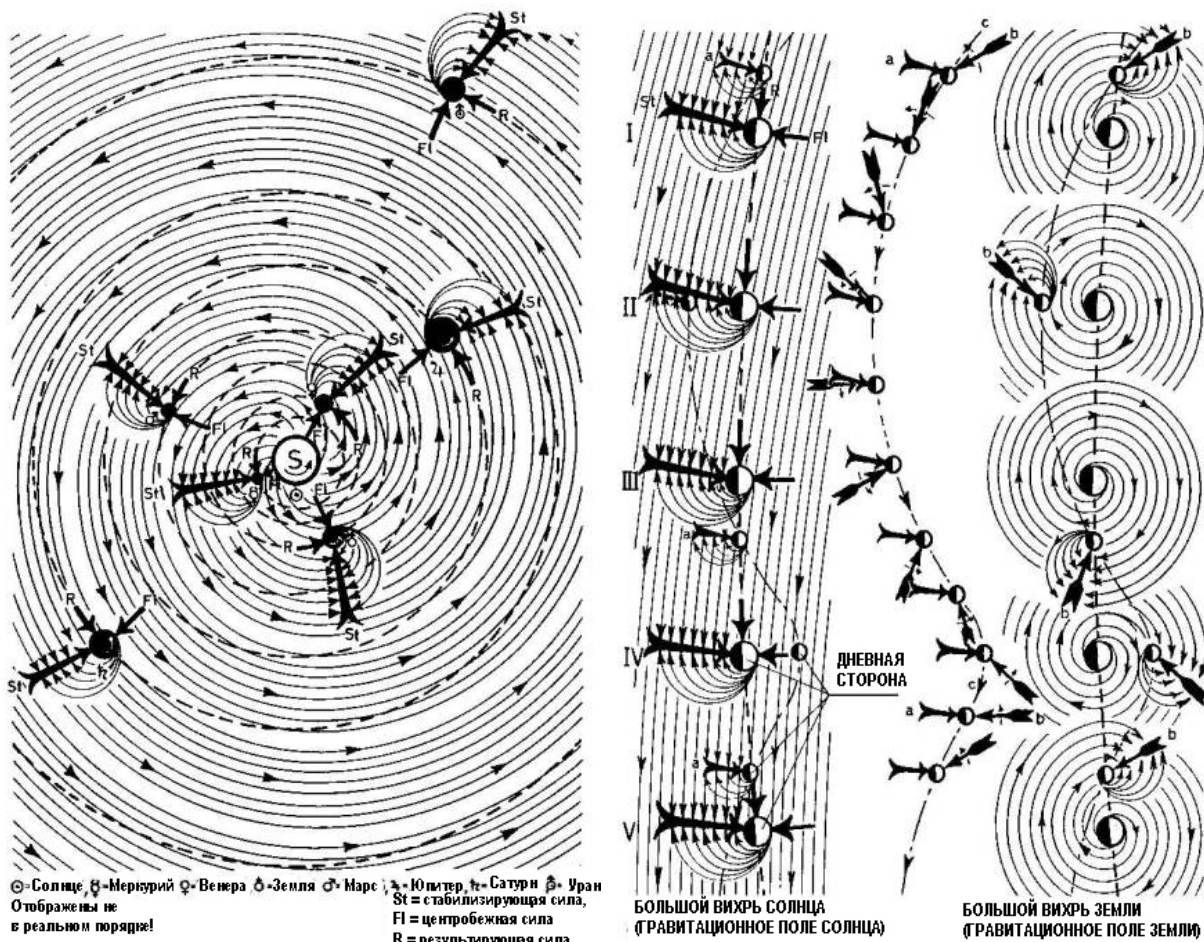 St
R
Fl
St
St
Fl
R
St
St
R
Fl
Fl
R
R
S
St
Fl
R
St
R
Fl
St
☉-Солнце, ☿-Меркурий ♀-Венера ♁-Земля ♂-Марс, ♃-Юпитер, ♄-Сатурн ⛢-Уран
Отображены не
в реальном порядке!
St = стабилизирующая сила,
Fl = центробежная сила
R = результирующая сила
a
R
St
I
Fl
II
III
a
IV
a
V
ДНЕВНАЯ
СТОРОНА
c
b
a
c
a
b
b
b
b
b
БОЛЬШОЙ ВИХРЬ СОЛНЦА
(ГРАВИТАЦИОННОЕ ПОЛЕ СОЛНЦА)
БОЛЬШОЙ ВИХРЬ ЗЕМЛИ
(ГРАВИТАЦИОННОЕ ПОЛЕ ЗЕМЛИ)